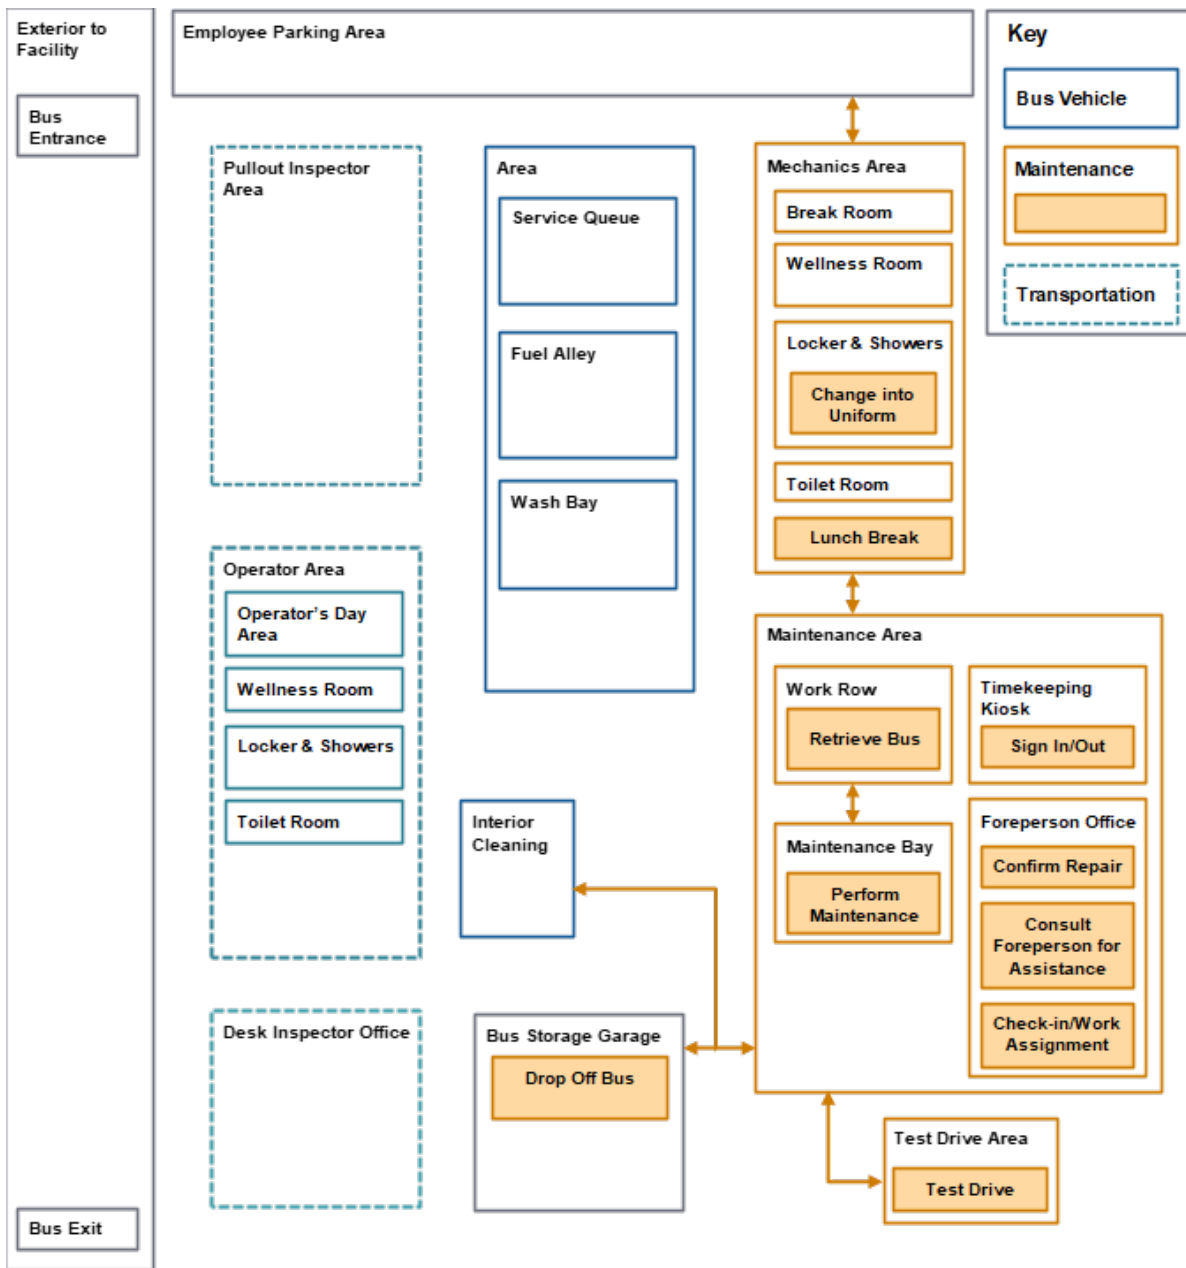 Exterior to
Facility
Bus
Entrance
Bus Exit
Employee Parking Area
Pullout Inspector
Area
Operator Area
Operator's Day
Area
Wellness Room
Locker & Showers
Toilet Room
Desk Inspector Office
Area
Service Queue
Fuel Alley
Wash Bay
Interior
Cleaning
Bus Storage Garage
Drop Off Bus
Mechanics Area
Break Room
Wellness Room
Locker & Showers
Change into
Uniform
Toilet Room
Lunch Break
Maintenance Area
Work Row
Retrieve Bus
Maintenance Bay
Perform
Maintenance
Timekeeping
Kiosk
Sign In/Out
Foreperson Office
Confirm Repair
Consult
Foreperson for
Assistance
Check-in/Work
Assignment
Test Drive Area
Test Drive
Key
Bus Vehicle
Maintenance
Transportation